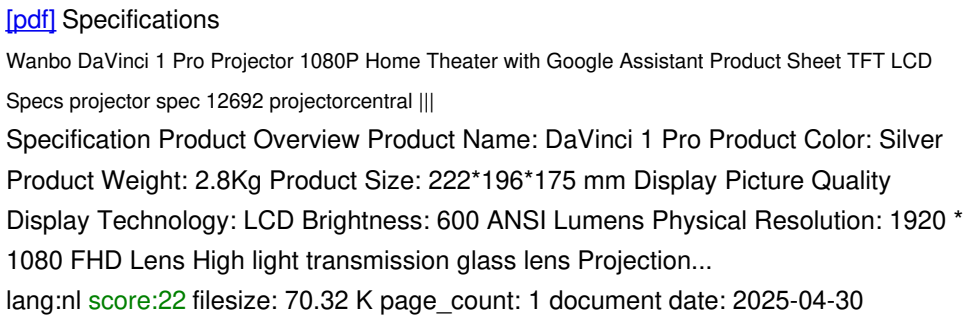 [pdf] Specifications
Wanbo DaVinci 1 Pro Projector 1080P Home Theater with Google Assistant Product Sheet TFT LCD
Specs projector spec 12692 projectorcentral |||
Specification Product Overview Product Name: DaVinci 1 Pro Product Color: Silver
Product Weight: 2.8Kg Product Size: 222*196*175 mm Display Picture Quality
Display Technology: LCD Brightness: 600 ANSI Lumens Physical Resolution: 1920 *
1080 FHD Lens High light transmission glass lens Projection...
lang:nl score:22 filesize: 70.32 K page_count: 1 document date: 2025-04-30